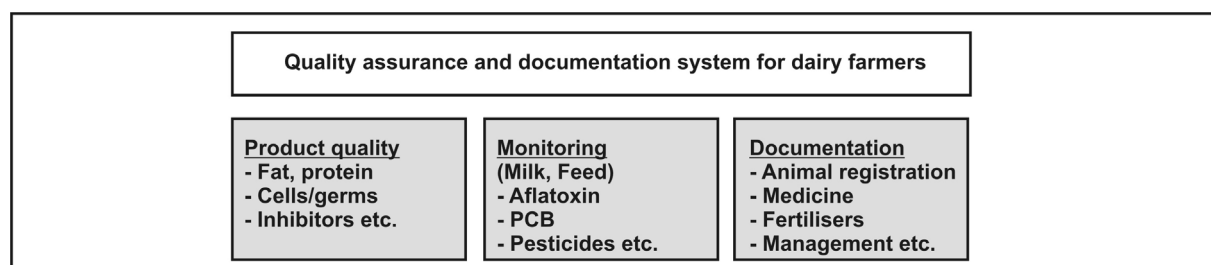 Quality assurance and documentation system for dairy farmers
Product quality
- Fat, protein
- Cells/germs
- Inhibitors etc.
Monitoring
(Milk, Feed)
- Aflatoxin
- PCB
- Pesticides etc.
Documentation
- Animal registration
- Medicine
- Fertilisers
- Management etc.